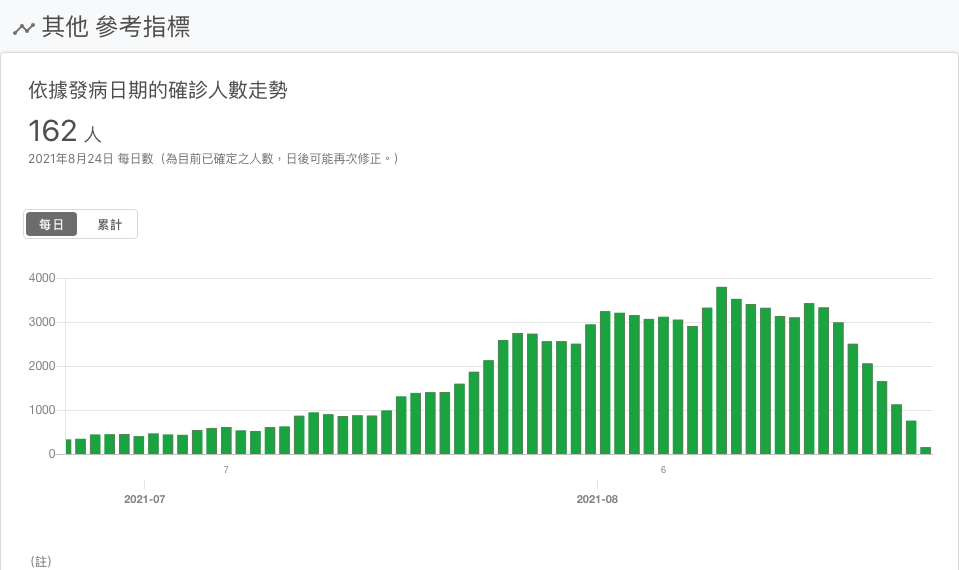 其他 參考指標
依據發病日期的確診人數走勢
162 人
2021年8月24日 每日數（為目前已確定之人數，日後可能再次修正。）
每日 累計
4000
3000
2000
1000
0
7 6
2021-07 2021-08
（註）